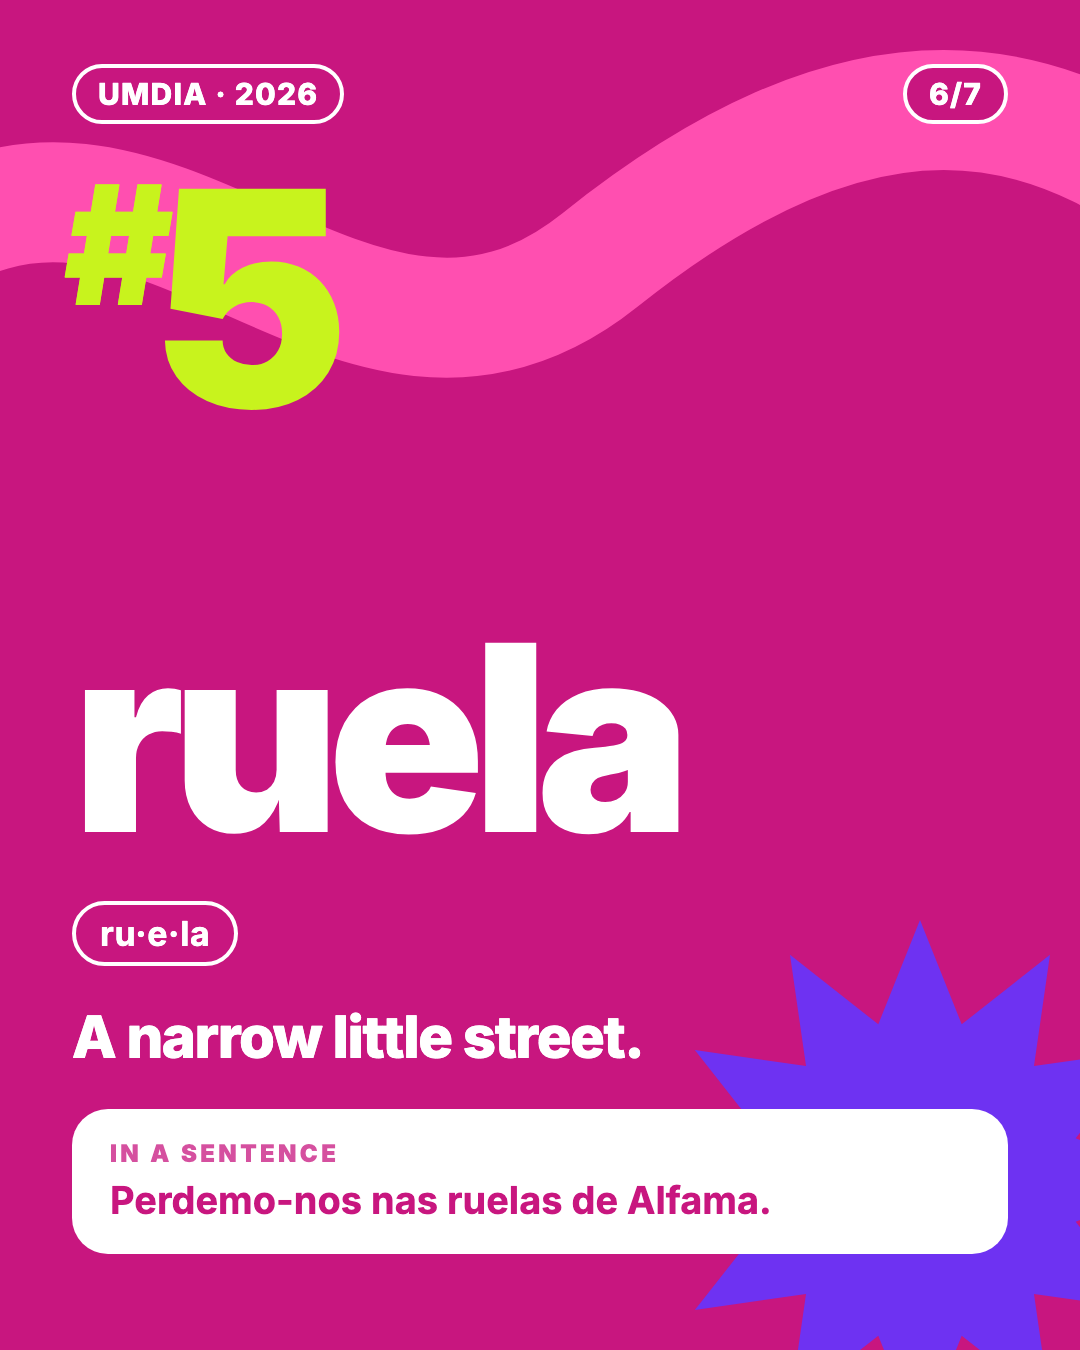 UMDIA · 2026
6/7
#5
ruela
ru·e·la
A narrow little street.
IN A SENTENCE
Perdemo-nos nas ruelas de Alfama.